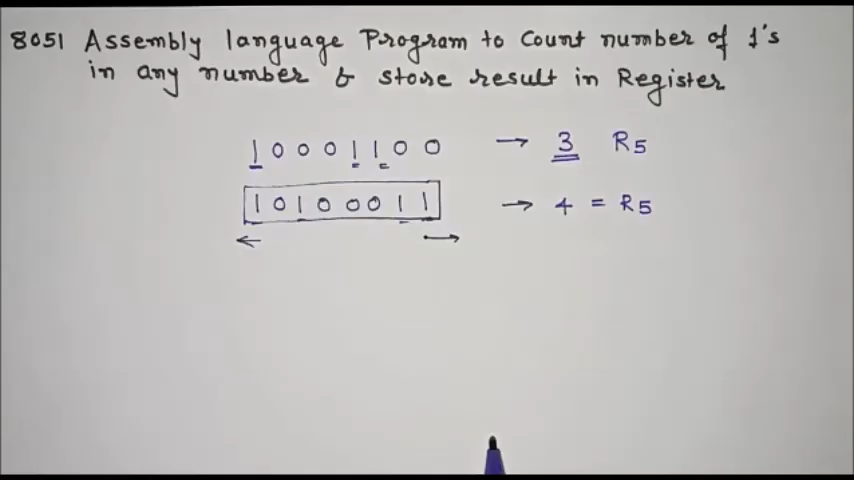 8051 Assembly language Program to Count number of 1's
in any number & store result in Register
10001100 → 3 R5
10100011 → 4 = R5
← →